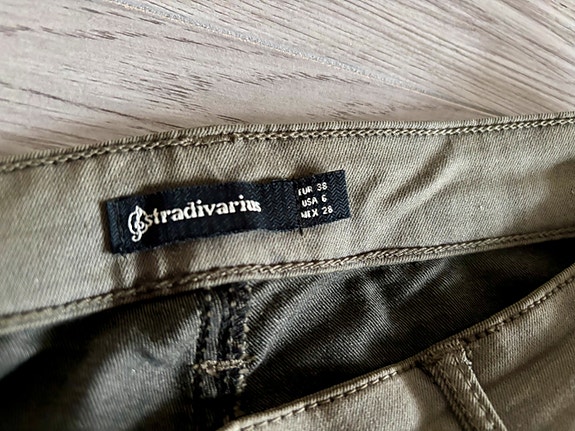 stradivarius
EUR 38
USA 6
MEX 28